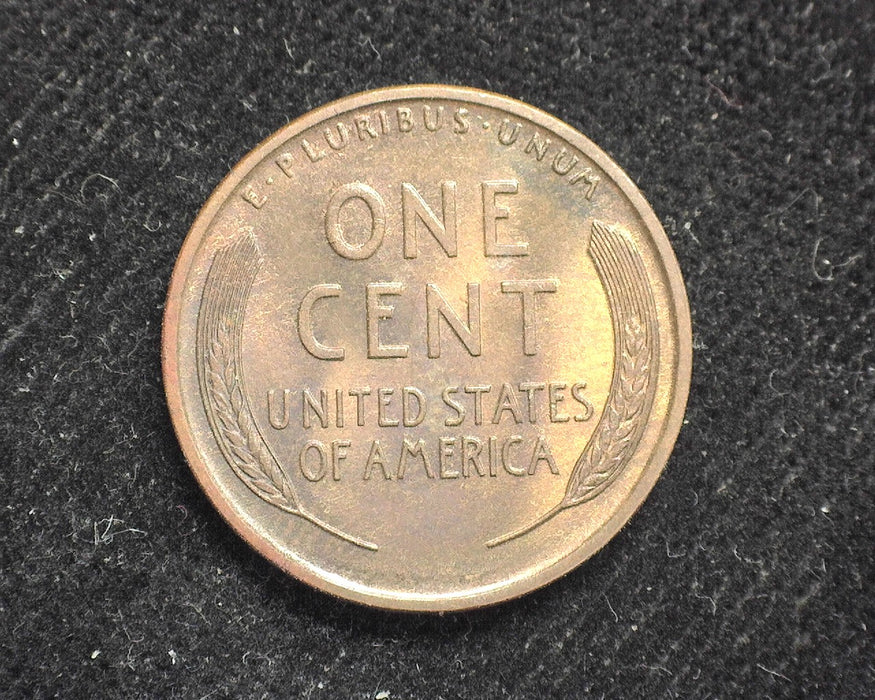 E·PLURIBUS·UNUM
ONE
CENT
UNITED STATES
OF AMERICA